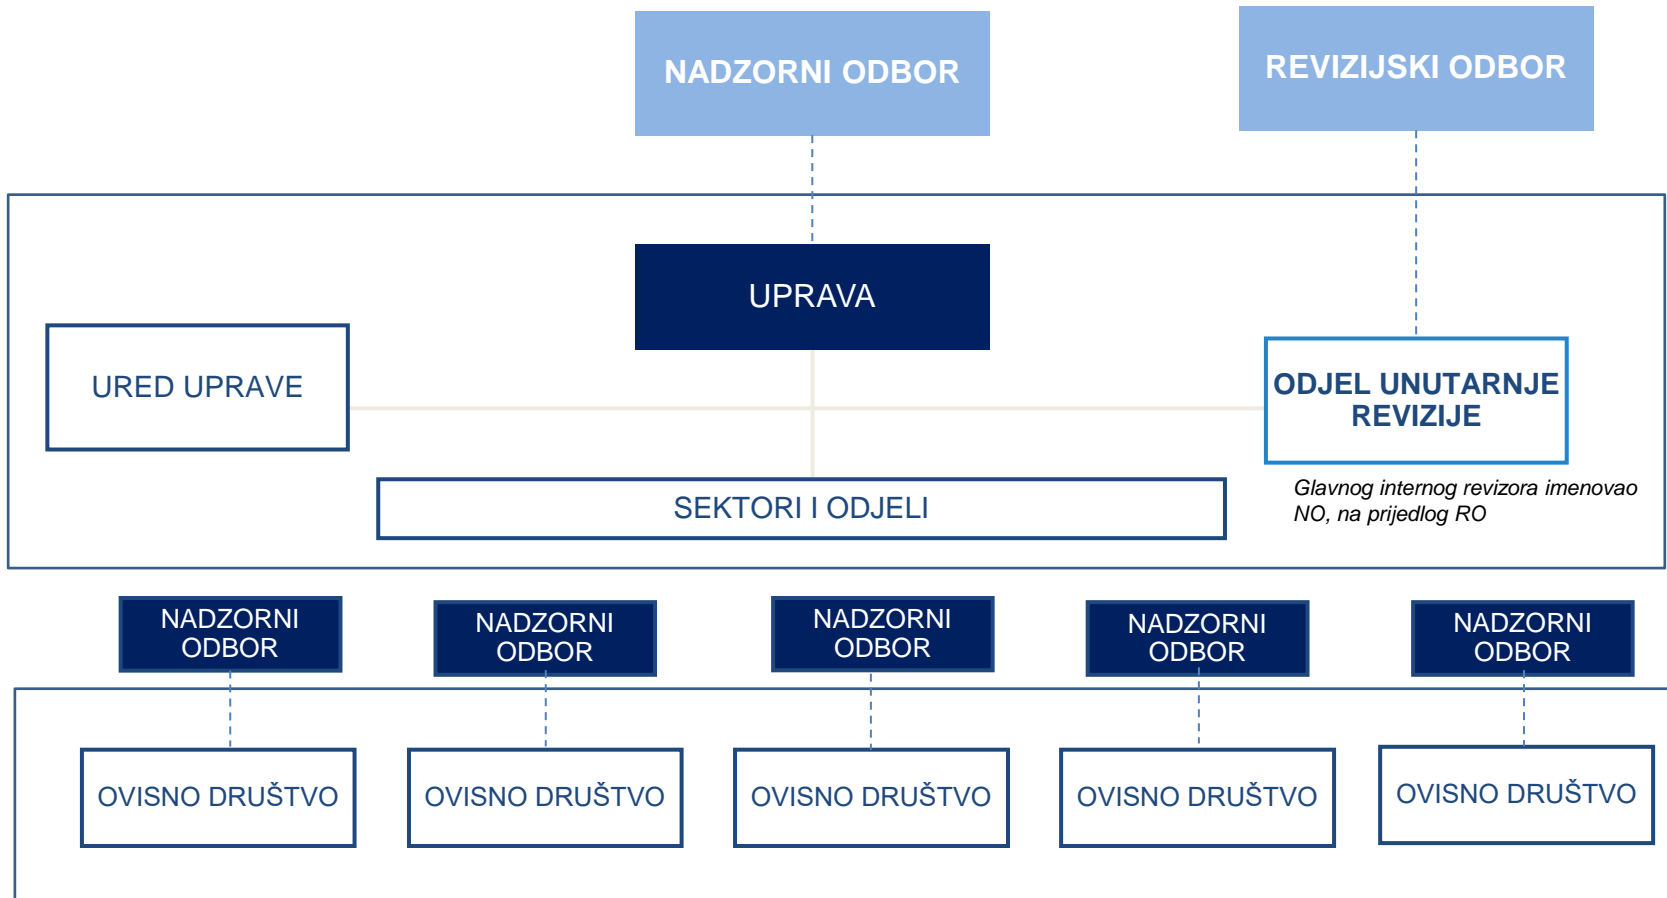 NADZORNI ODBOR
REVIZIJSKI ODBOR
UPRAVA
URED UPRAVE
ODJEL UNUTARNJE
REVIZIJE
SEKTORI I ODJELI
Glavnog internog revizora imenovao
NO, na prijedlog RO
NADZORNI
ODBOR
NADZORNI
ODBOR
NADZORNI
ODBOR
NADZORNI
ODBOR
NADZORNI
ODBOR
OVISNO DRUŠTVO
OVISNO DRUŠTVO
OVISNO DRUŠTVO
OVISNO DRUŠTVO
OVISNO DRUŠTVO